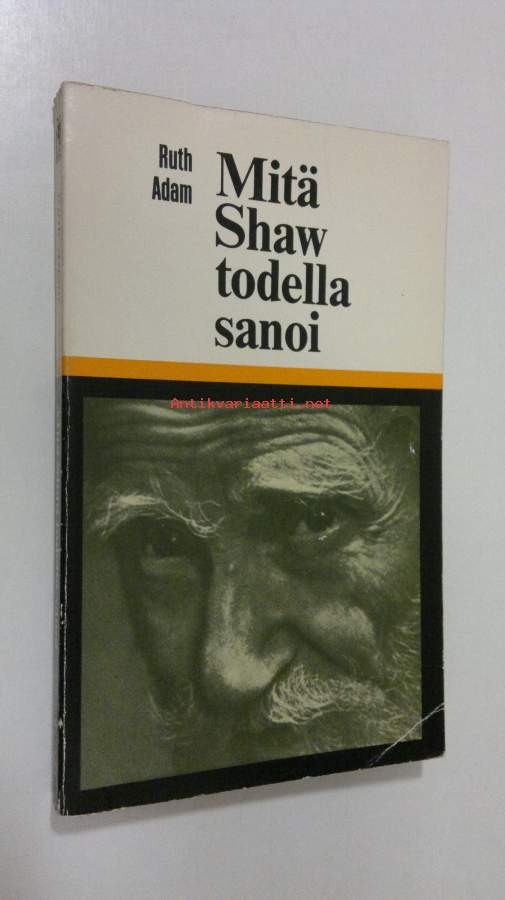 Ruth
Adam
Mitä
Shaw
todella
sanoi
Antikvariaatti.net